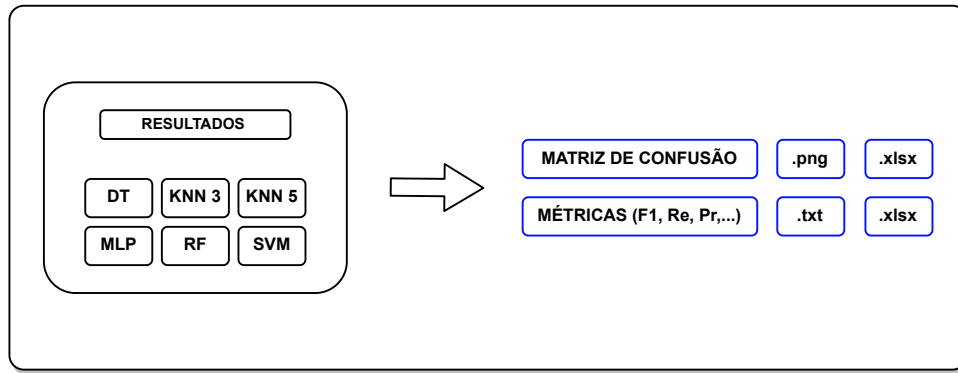 RESULTADOS
DT KNN 3 KNN 5
MLP RF SVM
MATRIZ DE CONFUSÃO .png .xlsx
MÉTRICAS (F1, Re, Pr,...) .txt .xlsx